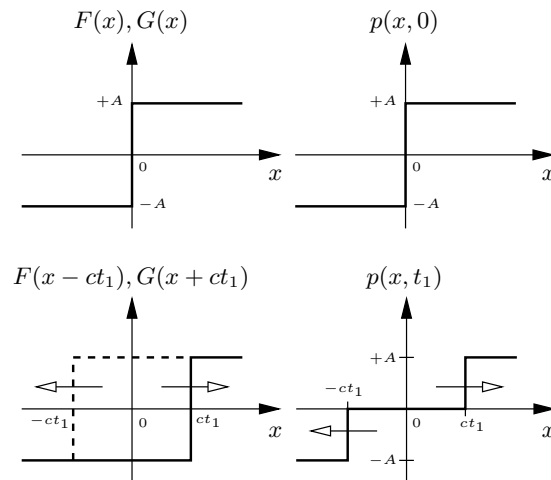 F(x), G(x)
p(x, 0)
+A
0
x
−A
+A
0
x
−A
F(x − ct₁), G(x + ct₁)
p(x, t₁)
−ct₁
0
ct₁
x
+A
−ct₁
0
ct₁
x
−A